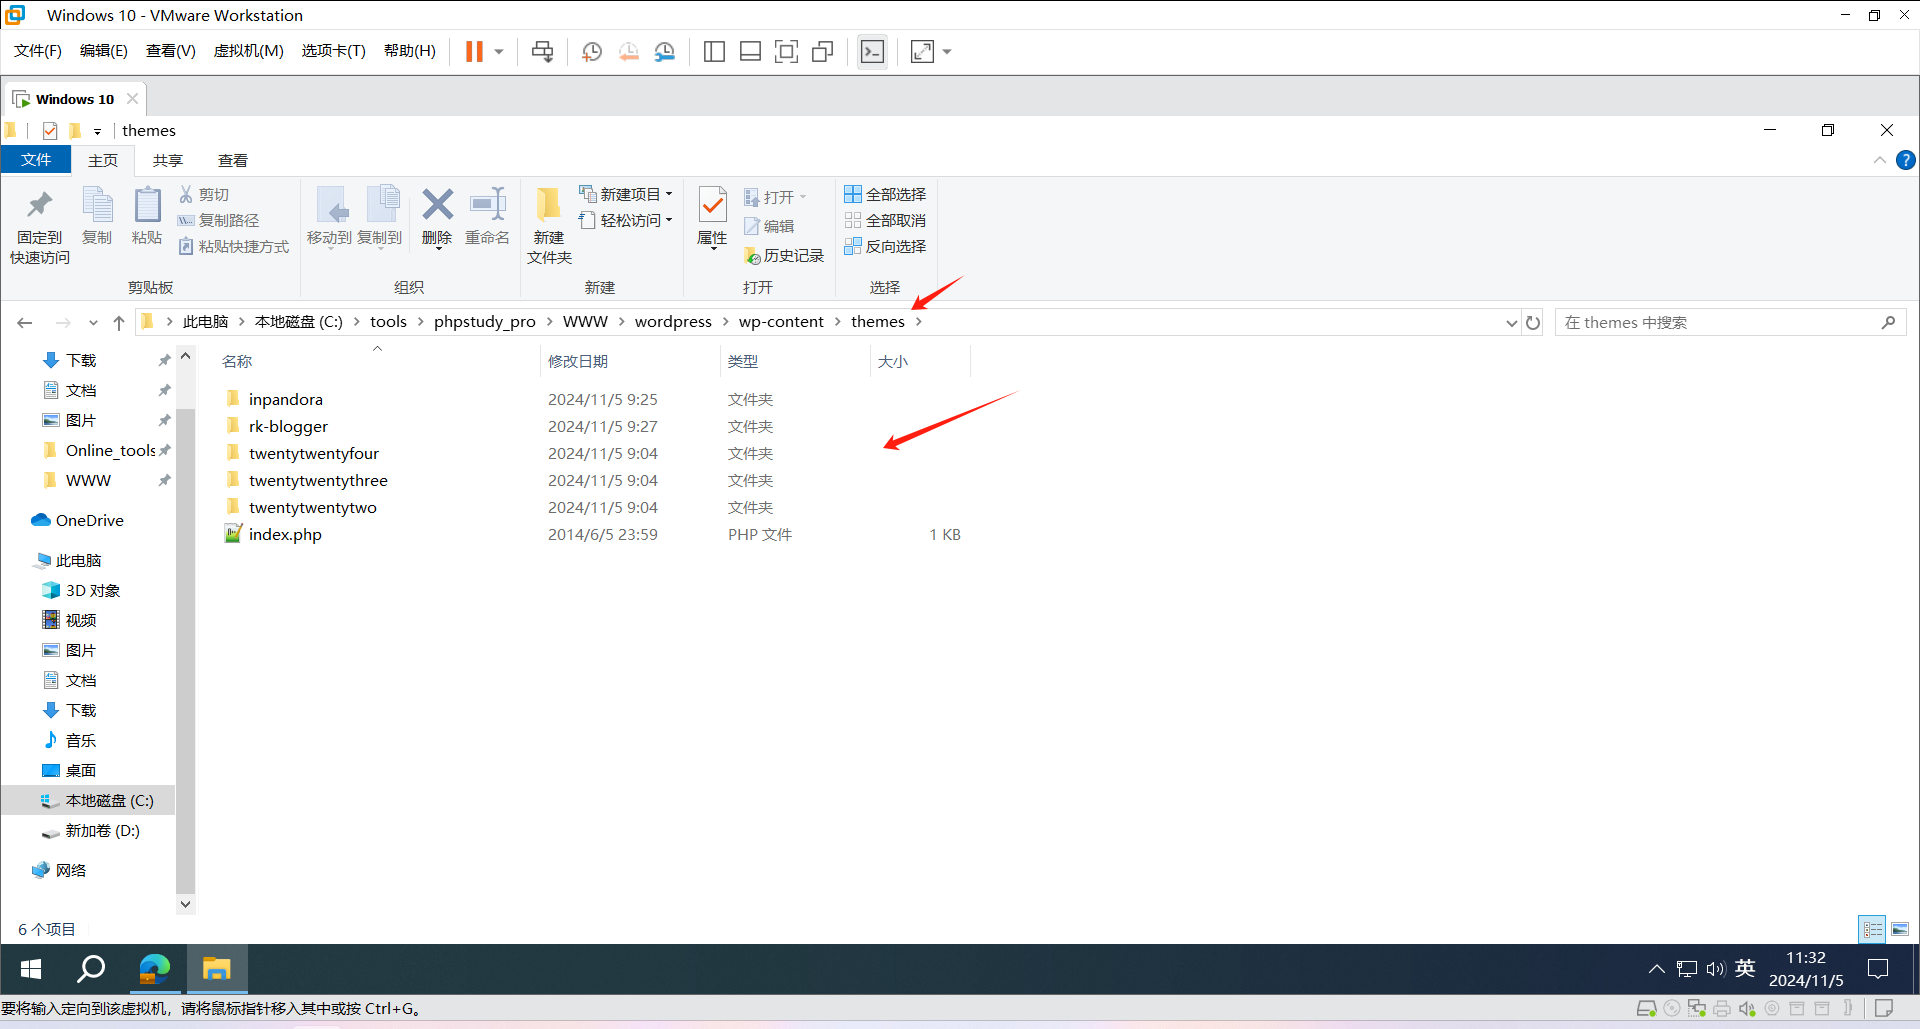 Windows 10 - VMware Workstation
文件(F) 编辑(E) 查看(V) 虚拟机(M) 选项卡(T) 帮助(H)
Windows 10
themes
文件 主页 共享 查看
固定到
快速访问
复制
粘贴
剪切
复制路径
粘贴快捷方式
剪贴板
移动到 复制到 删除 重命名
组织
新建
文件夹
新建项目
轻松访问
新建
属性
打开
编辑
历史记录
打开
全部选择
全部取消
反向选择
选择
此电脑 本地磁盘 (C:) tools phpstudy_pro WWW wordpress wp-content themes
在 themes 中搜索
下载
文档
图片
Online_tools
WWW
OneDrive
此电脑
3D 对象
视频
图片
文档
下载
音乐
桌面
本地磁盘 (C:)
新加卷 (D:)
网络
名称 修改日期 类型 大小
inpandora 2024/11/5 9:25 文件夹
rk-blogger 2024/11/5 9:27 文件夹
twentytwentyfour 2024/11/5 9:04 文件夹
twentytwentythree 2024/11/5 9:04 文件夹
twentytwentytwo 2024/11/5 9:04 文件夹
index.php 2014/6/5 23:59 PHP 文件 1 KB
6 个项目
英
11:32
2024/11/5
要将输入定向到该虚拟机，请将鼠标指针移入其中或按 Ctrl+G。